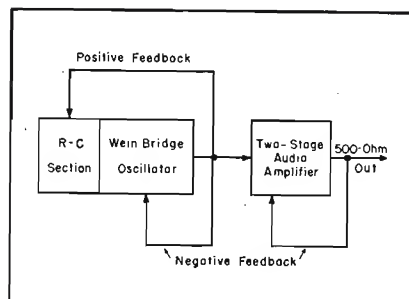 Positive Feedback
R-C
Section
Wein Bridge
Oscillator
Two-Stage
Audio
Amplifier
500-Ohm
Out
Negative Feedback